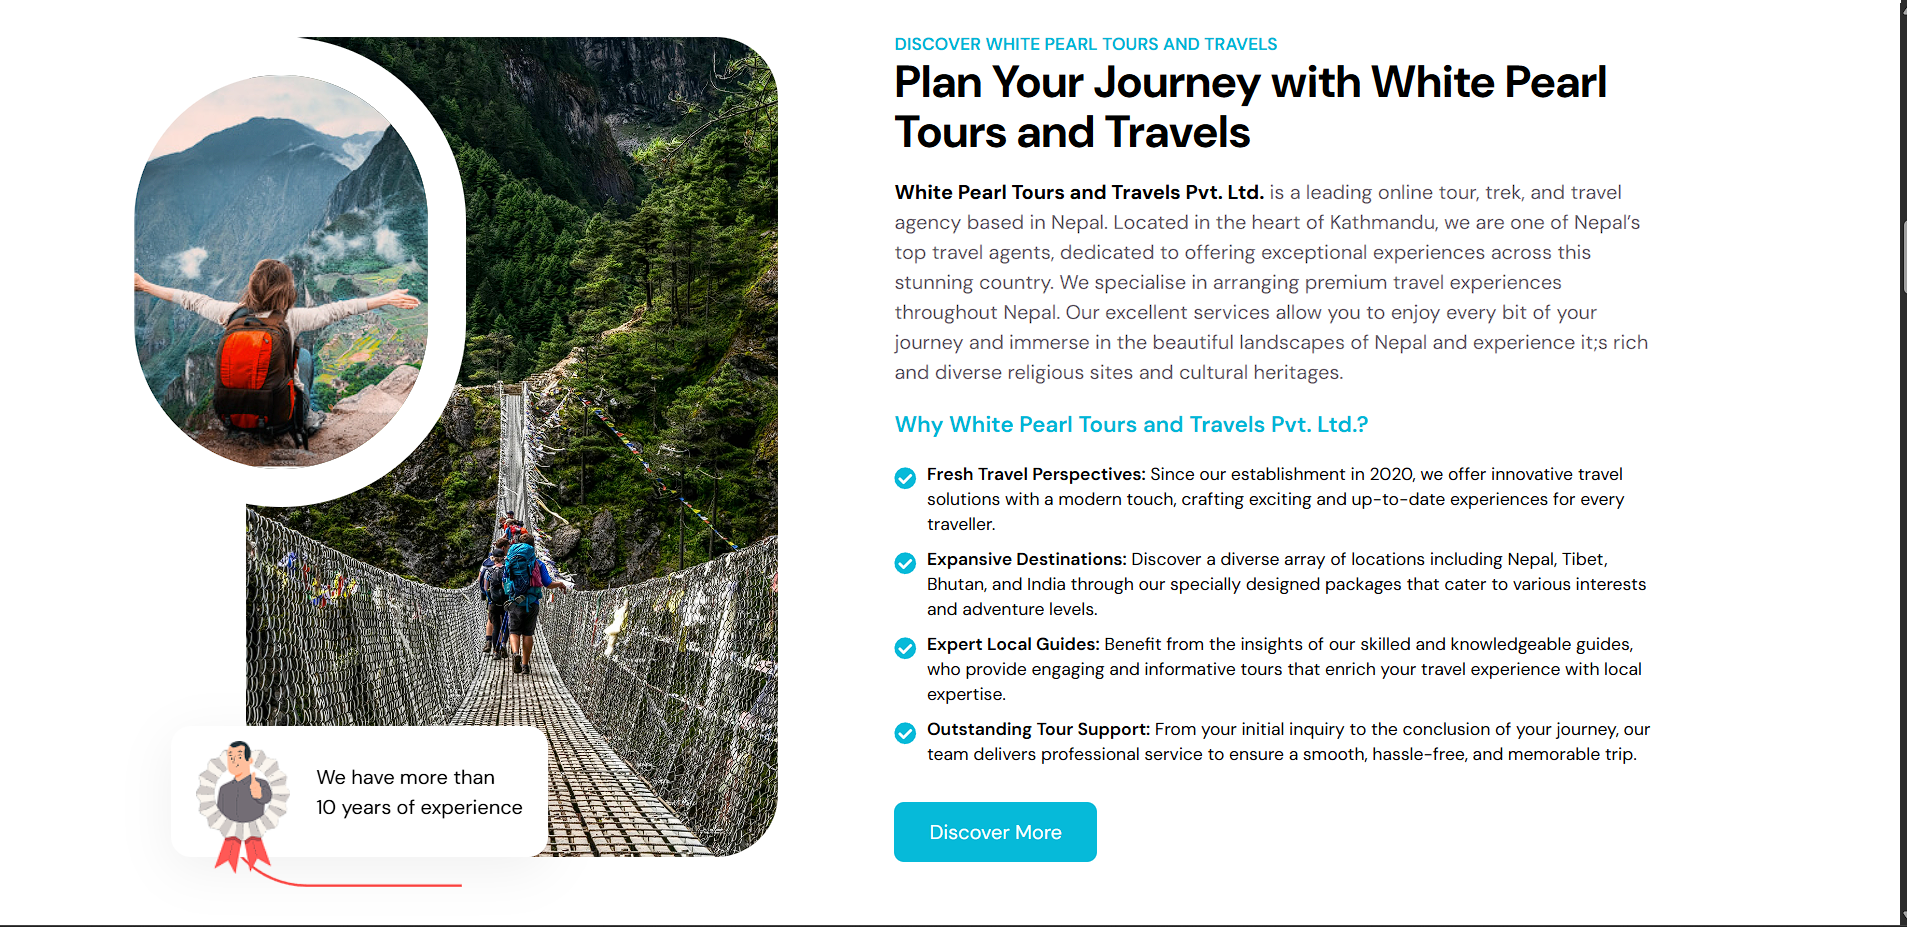 DISCOVER WHITE PEARL TOURS AND TRAVELS
Plan Your Journey with White Pearl
Tours and Travels
White Pearl Tours and Travels Pvt. Ltd. is a leading online tour, trek, and travel
agency based in Nepal. Located in the heart of Kathmandu, we are one of Nepal’s
top travel agents, dedicated to offering exceptional experiences across this
stunning country. We specialise in arranging premium travel experiences
throughout Nepal. Our excellent services allow you to enjoy every bit of your
journey and immerse in the beautiful landscapes of Nepal and experience it;s rich
and diverse religious sites and cultural heritages.
Why White Pearl Tours and Travels Pvt. Ltd.?
Fresh Travel Perspectives: Since our establishment in 2020, we offer innovative travel
solutions with a modern touch, crafting exciting and up-to-date experiences for every
traveller.
Expansive Destinations: Discover a diverse array of locations including Nepal, Tibet,
Bhutan, and India through our specially designed packages that cater to various interests
and adventure levels.
Expert Local Guides: Benefit from the insights of our skilled and knowledgeable guides,
who provide engaging and informative tours that enrich your travel experience with local
expertise.
Outstanding Tour Support: From your initial inquiry to the conclusion of your journey, our
team delivers professional service to ensure a smooth, hassle-free, and memorable trip.
Discover More
We have more than
10 years of experience